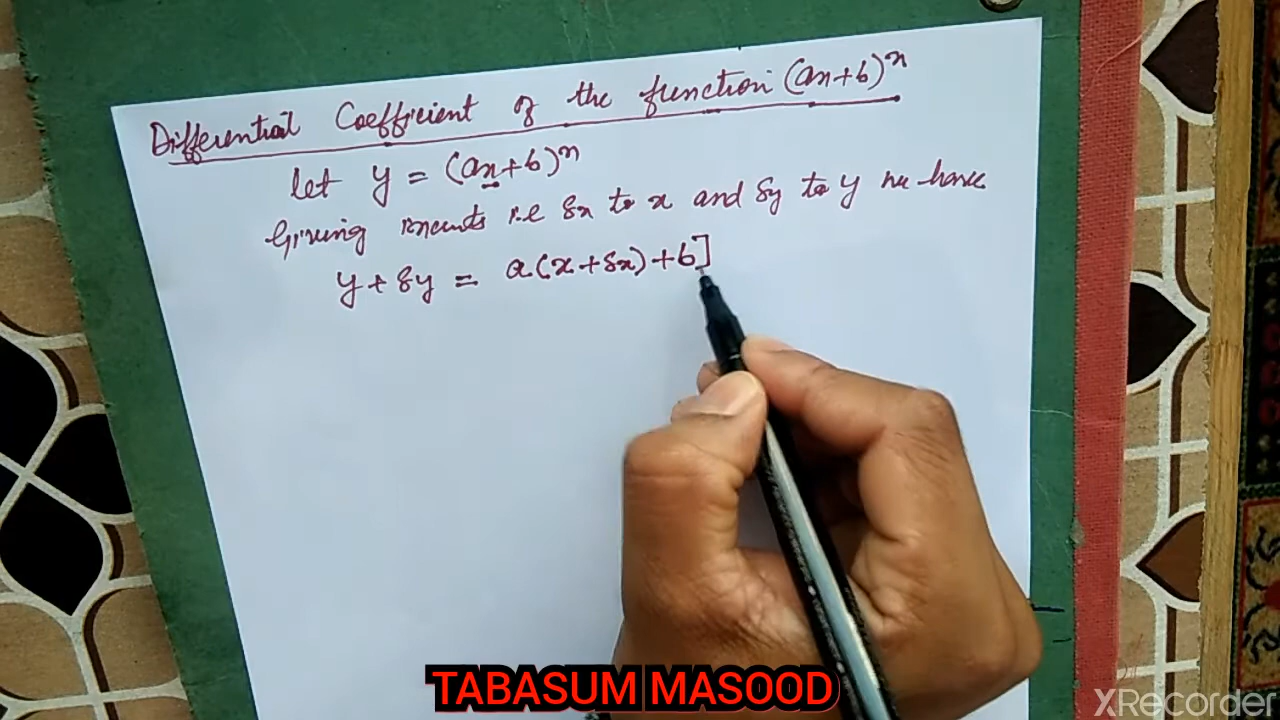 Differential Coefficient of the function (ax+b)ⁿ
let y = (ax+b)ⁿ
Giving i.e δx to x and δy to y we have
y + δy = a(x+δx)+b]
TABASUM MASOOD
XRecorder